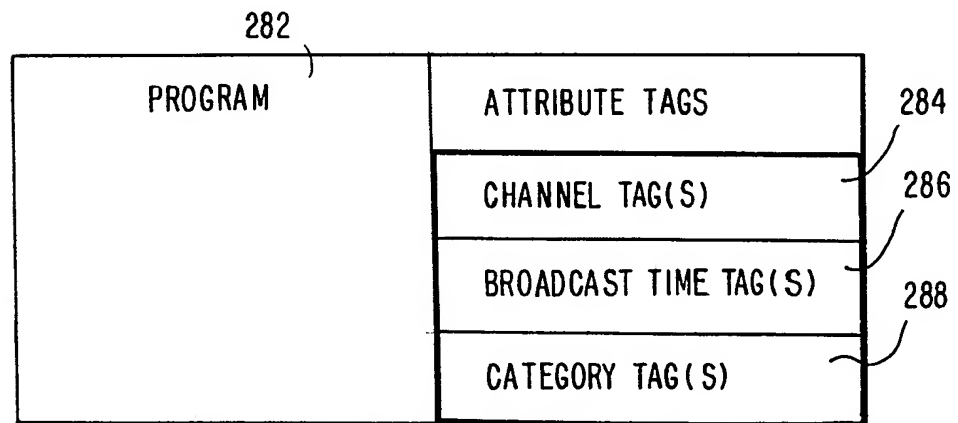 282
PROGRAM
ATTRIBUTE TAGS
284
CHANNEL TAG(S)
286
BROADCAST TIME TAG(S)
288
CATEGORY TAG(S)